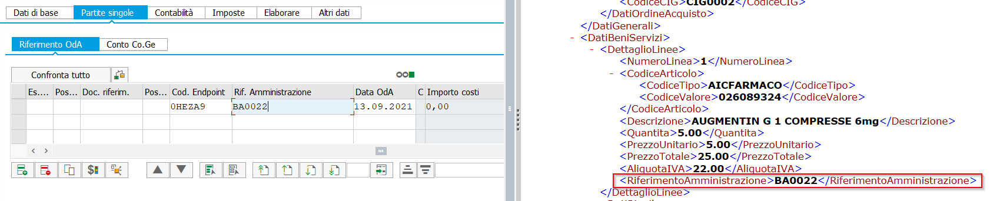 Dati di base Partite singole Contabilità Imposte Elaborare Altri dati
Riferimento OdA Conto Co.Ge
Confronta tutto
Es.... Pos... Doc. riferim. Pos... Cod. Endpoint Rif. Amministrazione Data OdA C Importo costi
0HEZA9 BA0022 13.09.2021 0,00
<CodiceCIG>CIG0002</CodiceCIG>
</DatiOrdineAcquisto>
</DatiGenerali>
- <DatiBeniServizi>
- <DettaglioLinee>
<NumeroLinea>1</NumeroLinea>
- <CodiceArticolo>
<CodiceTipo>AICFARMACO</CodiceTipo>
<CodiceValore>026089324</CodiceValore>
</CodiceArticolo>
<Descrizione>AUGMENTIN G 1 COMPRESSE 6mg</Descrizione>
<Quantita>5.00</Quantita>
<PrezzoUnitario>5.00</PrezzoUnitario>
<PrezzoTotale>25.00</PrezzoTotale>
<AliquotaIVA>22.00</AliquotaIVA>
<RiferimentoAmministrazione>BA0022</RiferimentoAmministrazione>
</DettaglioLinee>